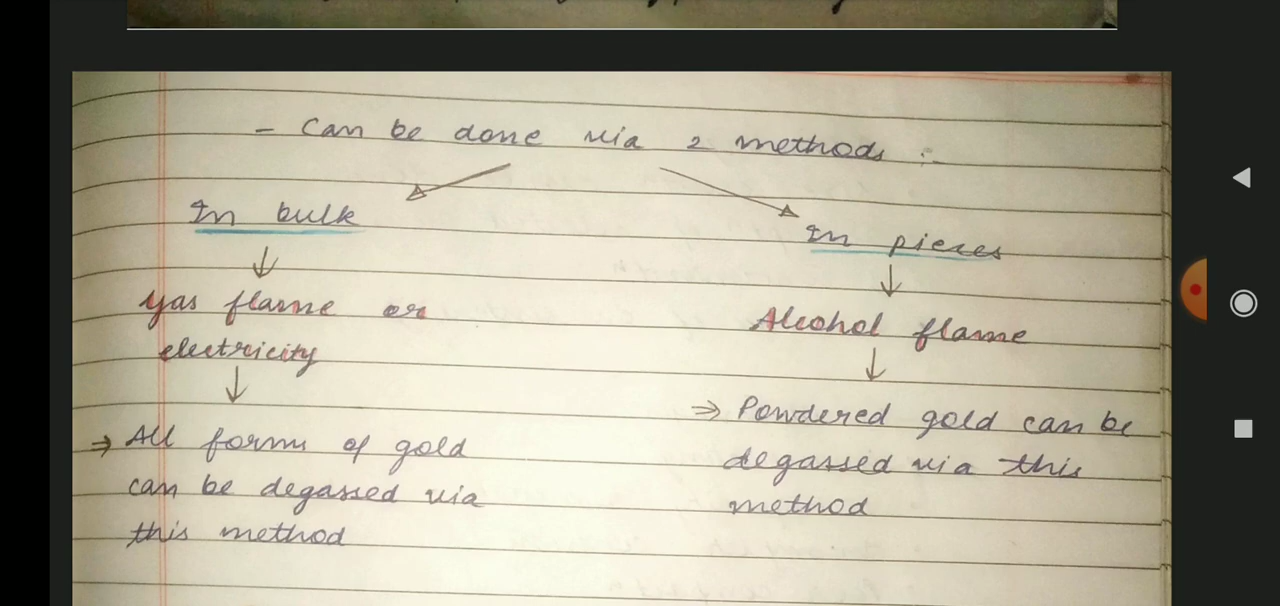 - Can be done via 2 methods :-
In bulk
In pieces
Gas flame or
electricity
Alcohol flame
⇒ All forms of gold
can be degassed via
this method
⇒ Powdered gold can be
degassed via this
method